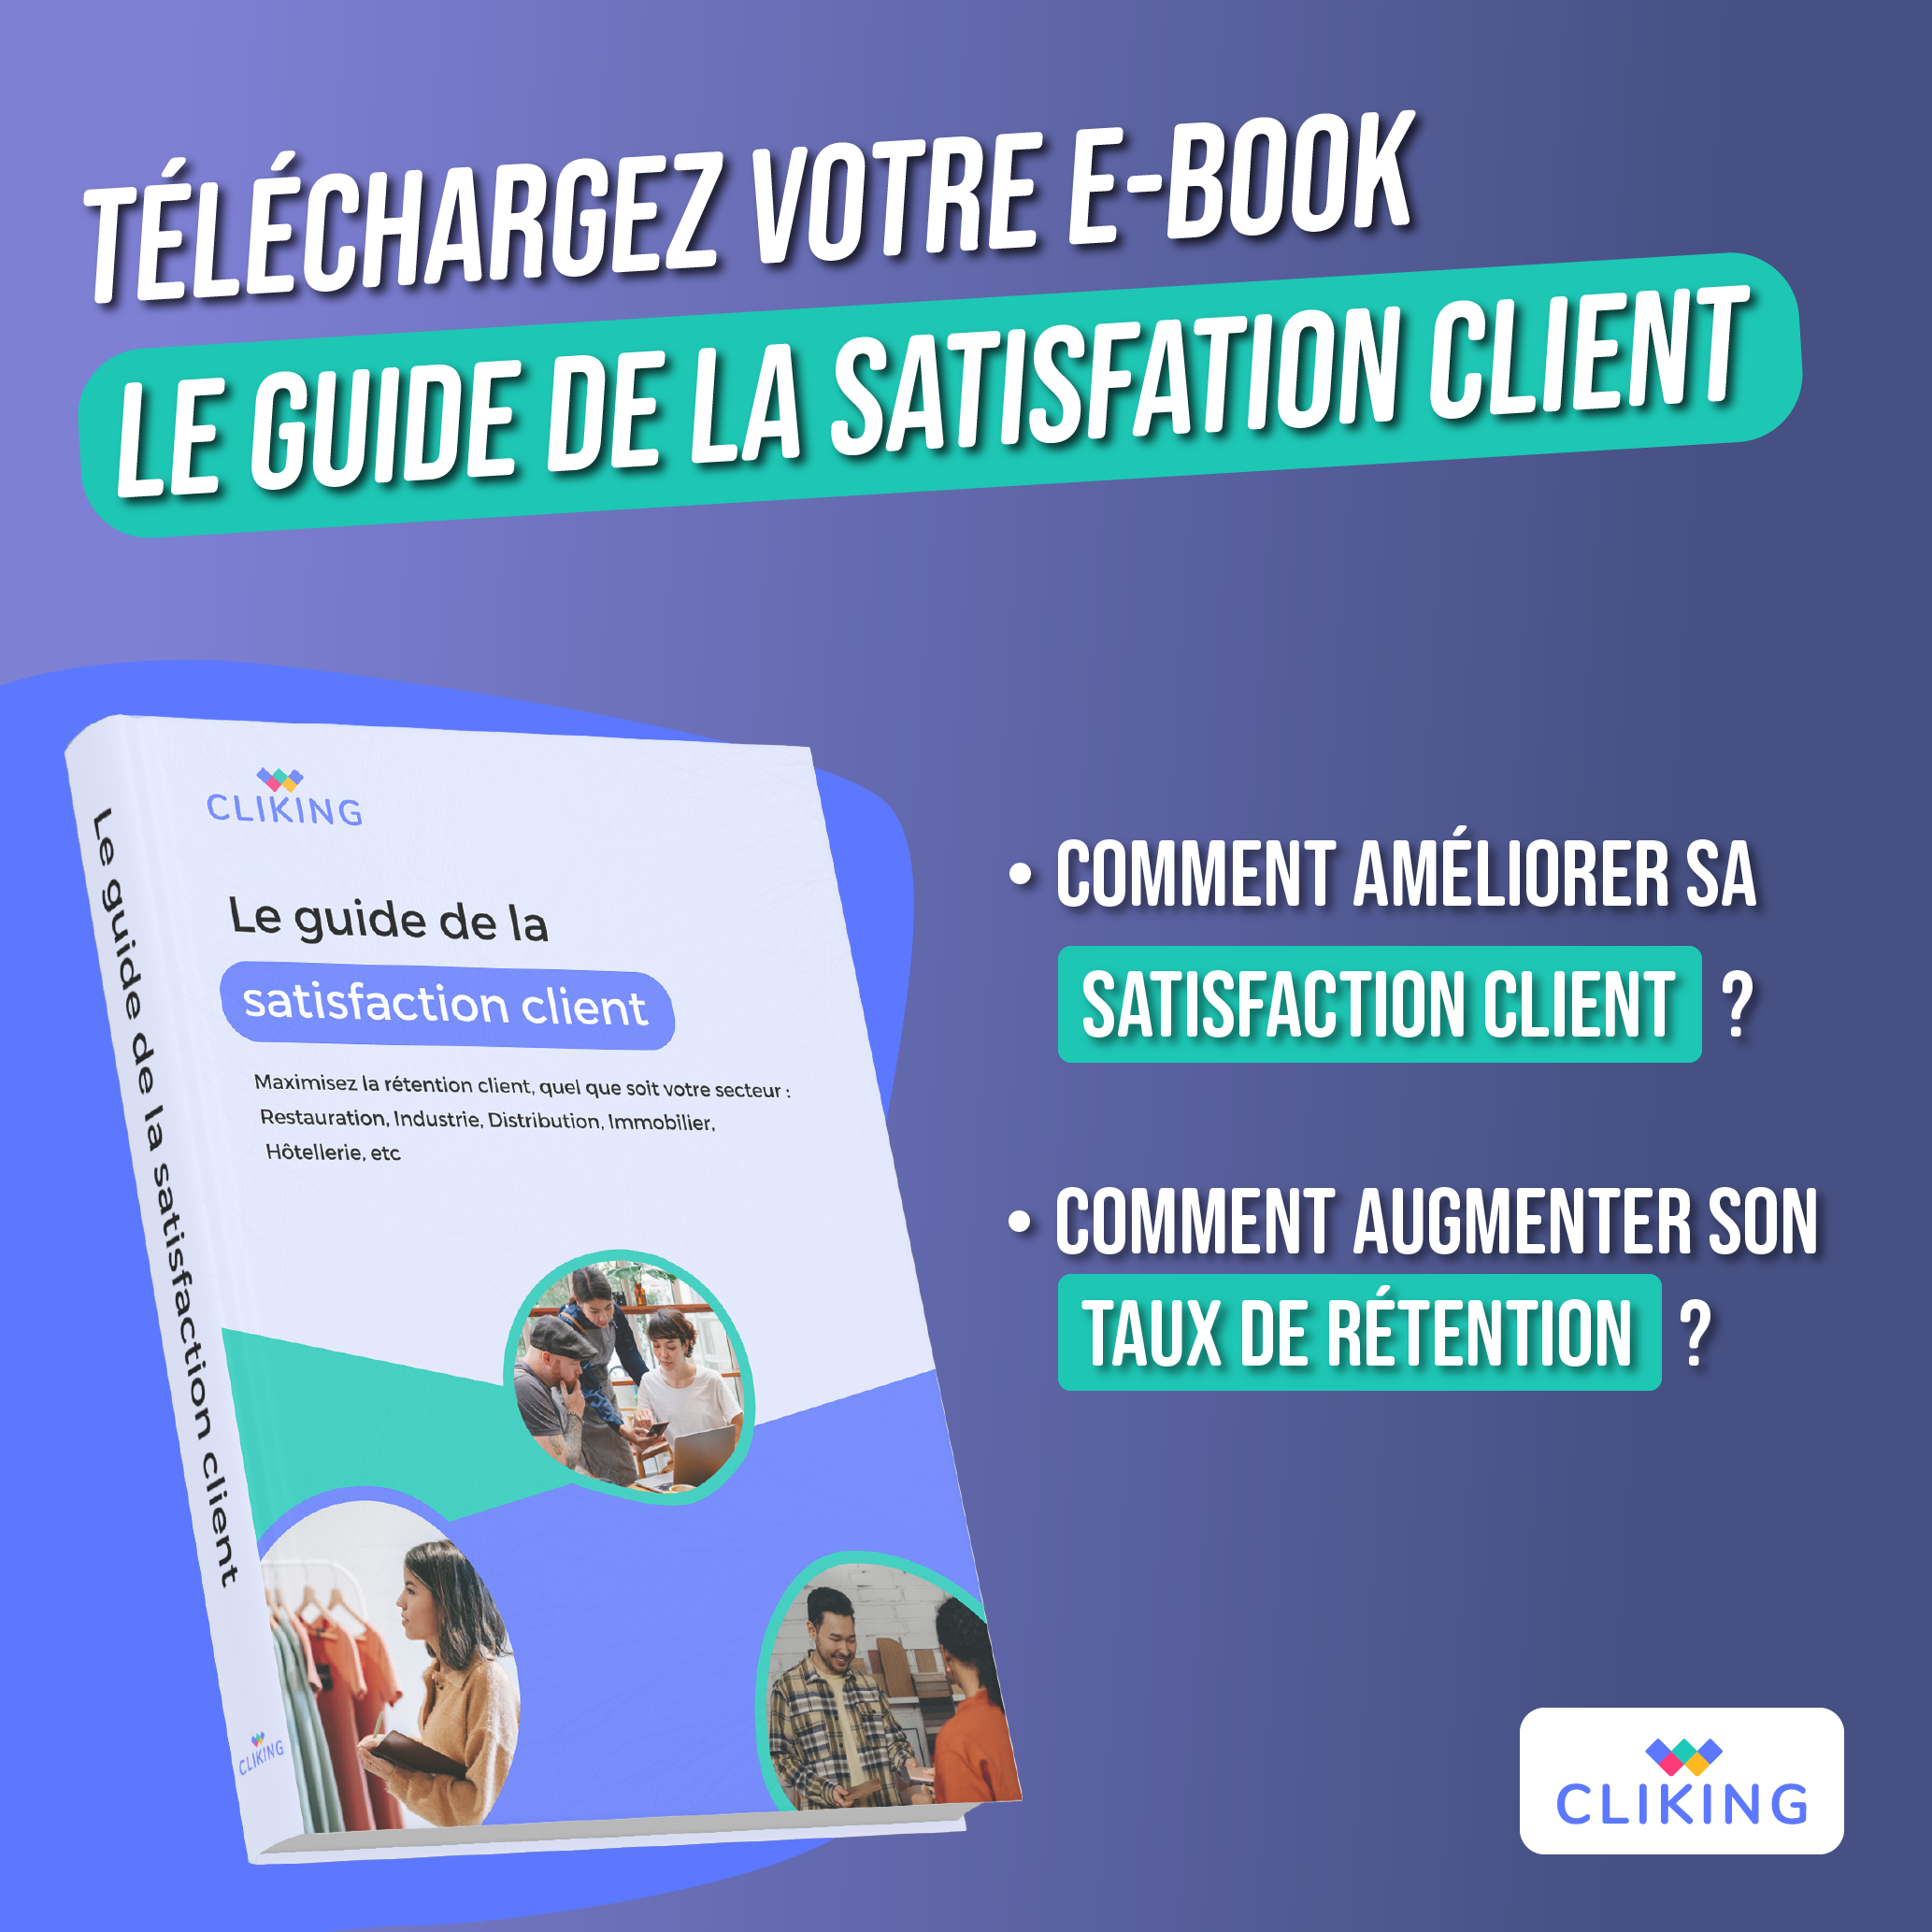 TÉLÉCHARGEZ VOTRE E-BOOK
LE GUIDE DE LA SATISFATION CLIENT
CLIKING
Le guide de la
satisfaction client
Maximisez la rétention client, quel que soit votre secteur :
Restauration, Industrie, Distribution, Immobilier,
Hôtellerie, etc
Le guide de la satisfaction client
CLIKING
• COMMENT AMÉLIORER SA
SATISFACTION CLIENT ?
• COMMENT AUGMENTER SON
TAUX DE RÉTENTION ?
CLIKING